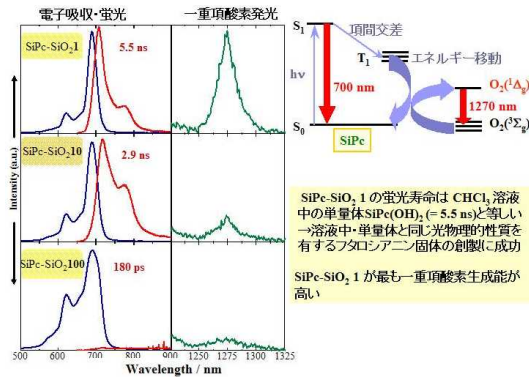 電子吸収・蛍光
一重項酸素発光
SiPc-SiO₂1
5.5 ns
SiPc-SiO₂10
2.9 ns
SiPc-SiO₂100
180 ps
Intensity (a.u.)
500 600 700 800 900 1250 1275 1300 1325
Wavelength / nm
S₁
項間交差
T₁
エネルギー移動
hν
700 nm
O₂(¹Δg)
1270 nm
O₂(³Σg)
S₀
SiPc
SiPc-SiO₂ 1の蛍光寿命はCHCl₃溶液
中の単量体SiPc(OH)₂ (= 5.5 ns)と等しい
→溶液中・単量体と同じ光物理的性質を
有するフタロシアニン固体の創製に成功
SiPc-SiO₂ 1が最も一重項酸素生成能が
高い